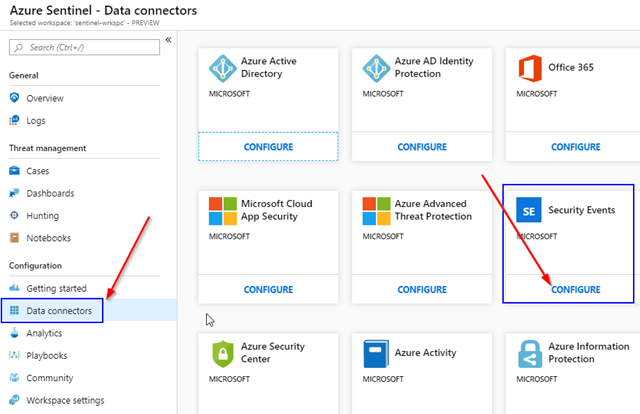 Azure Sentinel - Data connectors
Selected workspace: 'sentinel-wrkspc' - PREVIEW
Search (Ctrl+/)
«
General
Overview
Logs
Threat management
Cases
Dashboards
Hunting
Notebooks
Configuration
Getting started
Data connectors
Analytics
Playbooks
Community
Workspace settings
Azure Active
Directory
MICROSOFT
CONFIGURE
Azure AD Identity
Protection
MICROSOFT
CONFIGURE
Office 365
MICROSOFT
CONFIGURE
Microsoft Cloud
App Security
MICROSOFT
CONFIGURE
Azure Advanced
Threat Protection
MICROSOFT
CONFIGURE
SE
Security Events
MICROSOFT
CONFIGURE
Azure Security
Center
MICROSOFT
Azure Activity
MICROSOFT
Azure Information
Protection
MICROSOFT